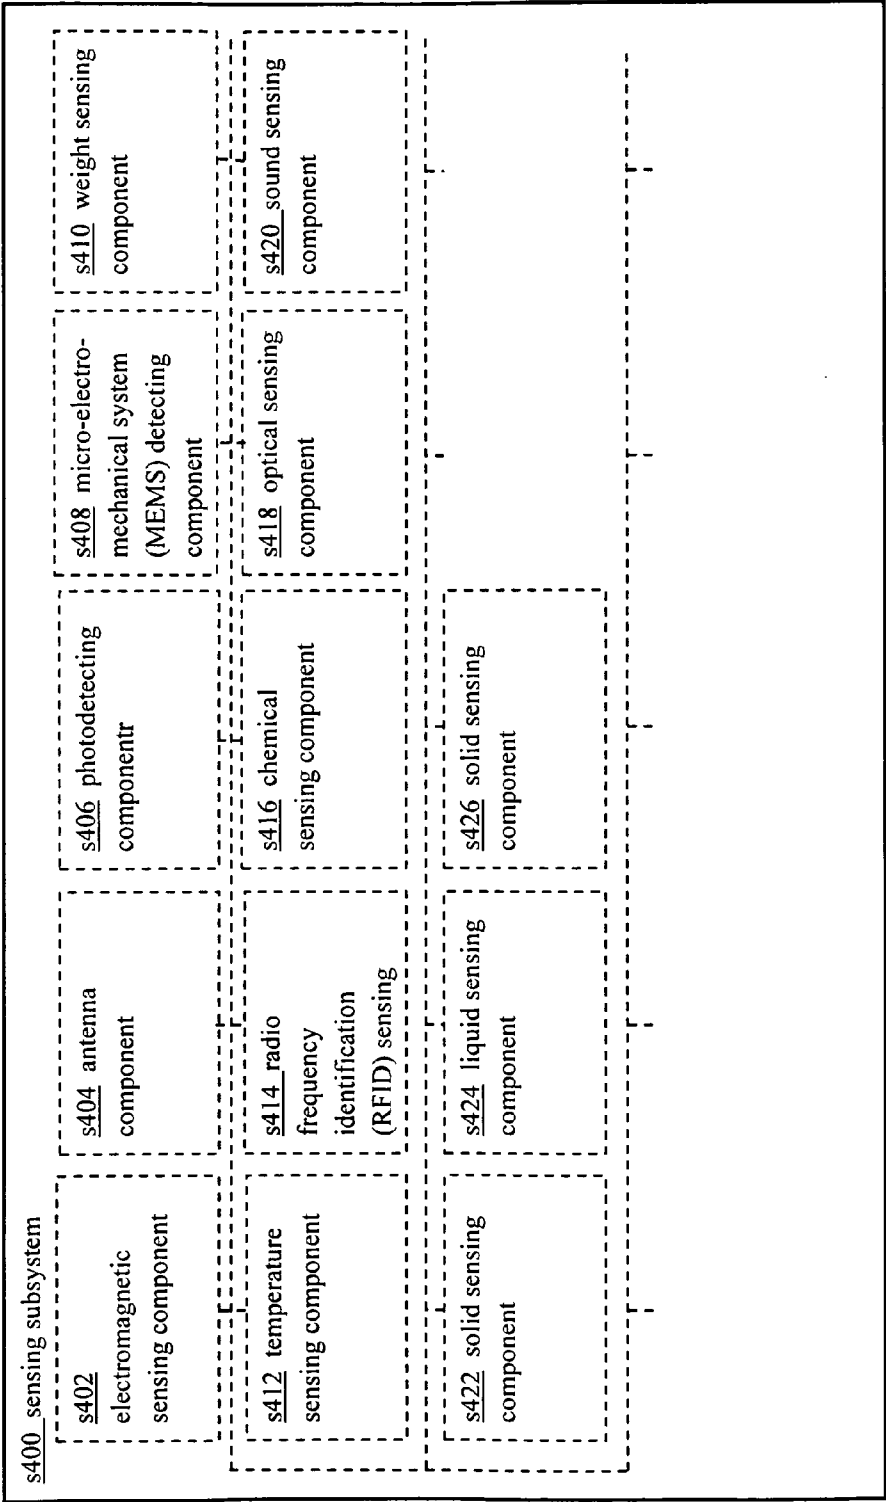 s400 sensing subsystem
s402
electromagnetic
sensing component
s404 antenna
component
s406 photodetecting
componentr
s408 micro-electro-
mechanical system
(MEMS) detecting
component
s410 weight sensing
component
s412 temperature
sensing component
s414 radio
frequency
identification
(RFID) sensing
s416 chemical
sensing component
s418 optical sensing
component
s420 sound sensing
component
s422 solid sensing
component
s424 liquid sensing
component
s426 solid sensing
component